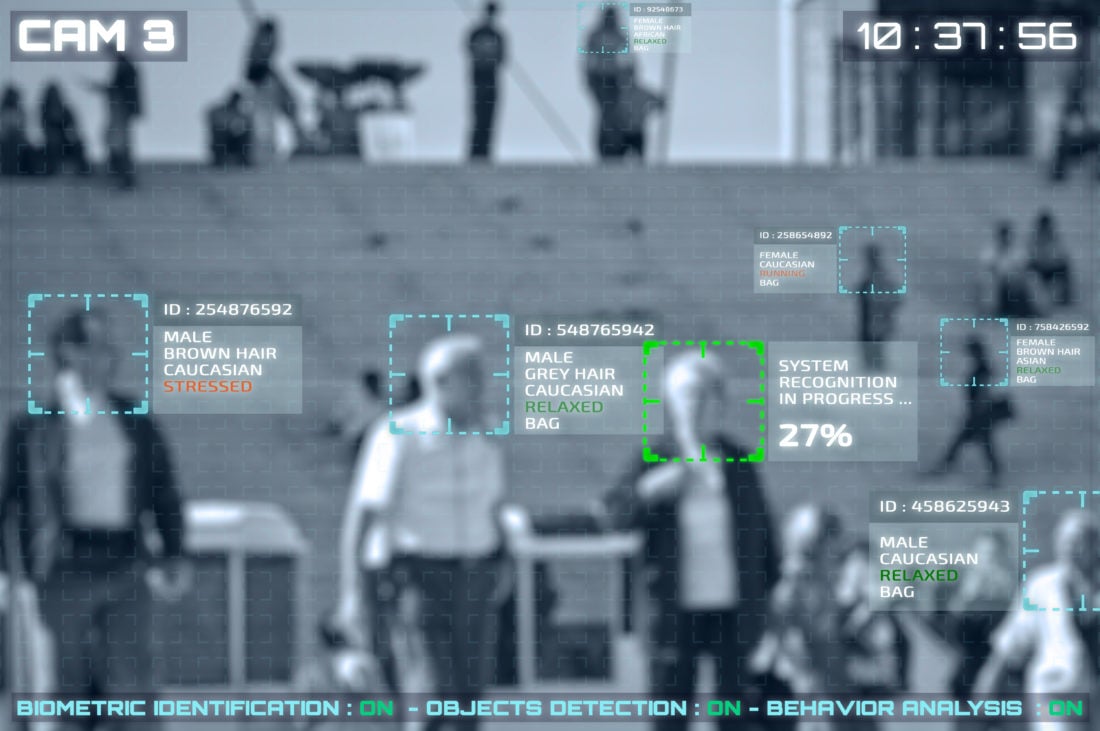 CAM 3
10:37:56
ID : 92548673
FEMALE
BROWN HAIR
AFRICAN
RELAXED
BAG
ID : 258654892
FEMALE
CAUCASIAN
RUNNING
BAG
ID : 254876592
MALE
BROWN HAIR
CAUCASIAN
STRESSED
ID : 548765942
MALE
GREY HAIR
CAUCASIAN
RELAXED
BAG
SYSTEM
RECOGNITION
IN PROGRESS ...
27%
ID : 758426592
FEMALE
BROWN HAIR
ASIAN
RELAXED
BAG
ID : 458625943
MALE
CAUCASIAN
RELAXED
BAG
BIOMETRIC IDENTIFICATION : ON - OBJECTS DETECTION : ON - BEHAVIOR ANALYSIS : ON